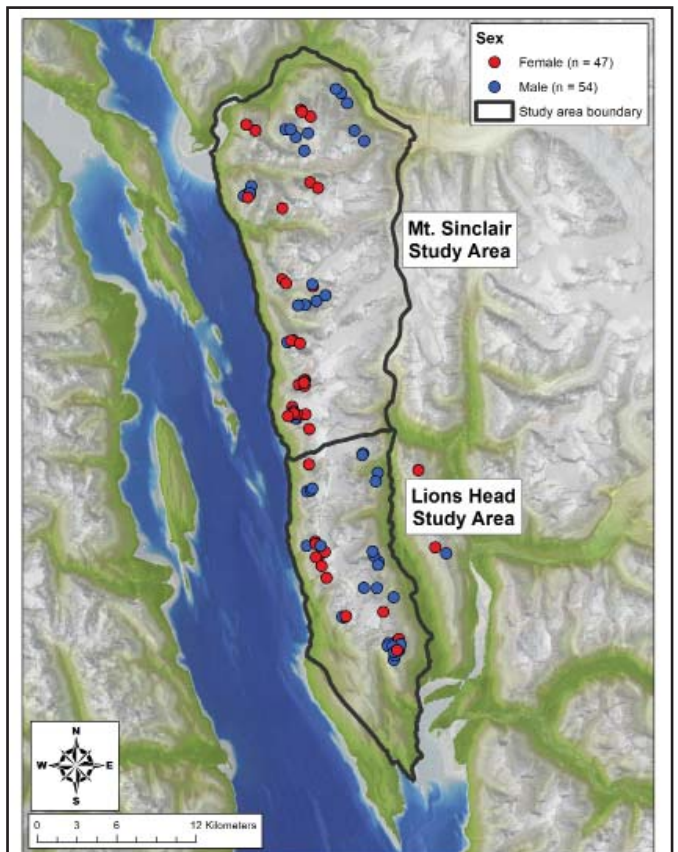 Sex
Female (n = 47)
Male (n = 54)
Study area boundary
Mt. Sinclair
Study Area
Lions Head
Study Area
N
W E
S
0 3 6 12 Kilometers